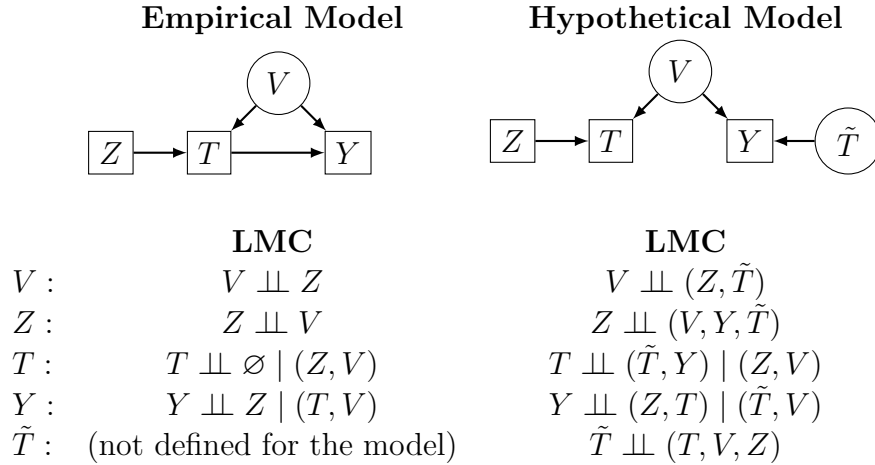 Empirical Model Hypothetical Model
V V
Z T Y Z T Y T̃
LMC LMC
V : V ⫫ Z V ⫫ (Z, T̃)
Z : Z ⫫ V Z ⫫ (V, Y, T̃)
T : T ⫫ ∅ | (Z, V) T ⫫ (T̃, Y) | (Z, V)
Y : Y ⫫ Z | (T, V) Y ⫫ (Z, T) | (T̃, V)
T̃ : (not defined for the model) T̃ ⫫ (T, V, Z)